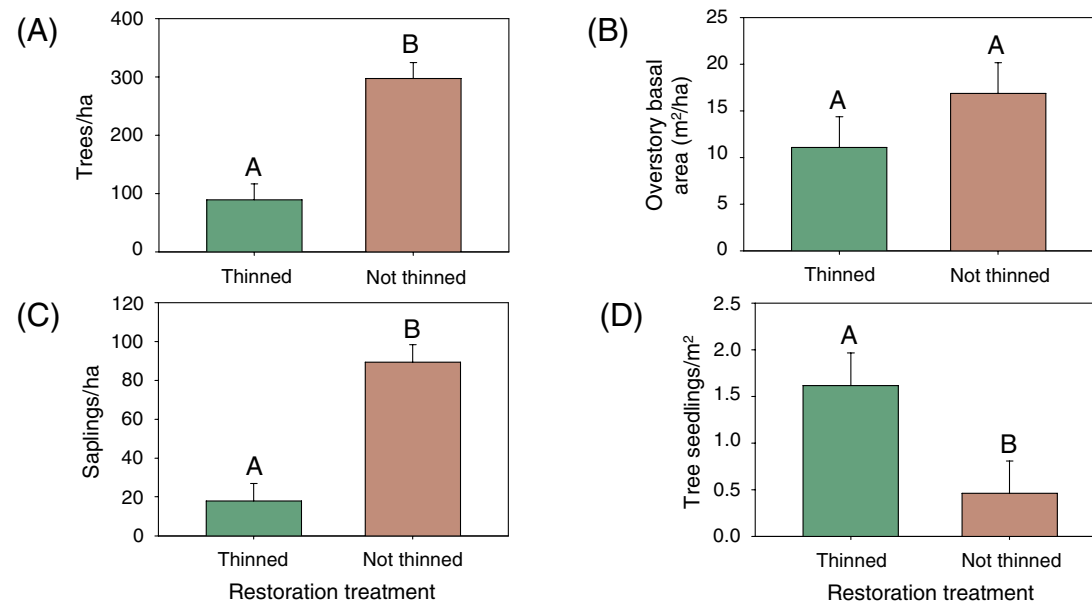 (A)
Trees/ha
400
300
200
100
0
A
B
Thinned
Not thinned
(B)
Overstory basal
area (m²/ha)
25
20
15
10
5
0
A
A
Thinned
Not thinned
(C)
Saplings/ha
120
100
80
60
40
20
0
A
B
Thinned
Not thinned
Restoration treatment
(D)
Tree seedlings/m²
2.5
2.0
1.5
1.0
0.5
0.0
A
B
Thinned
Not thinned
Restoration treatment